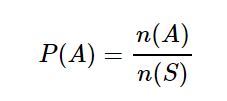 P(A) = n(A) / n(S)